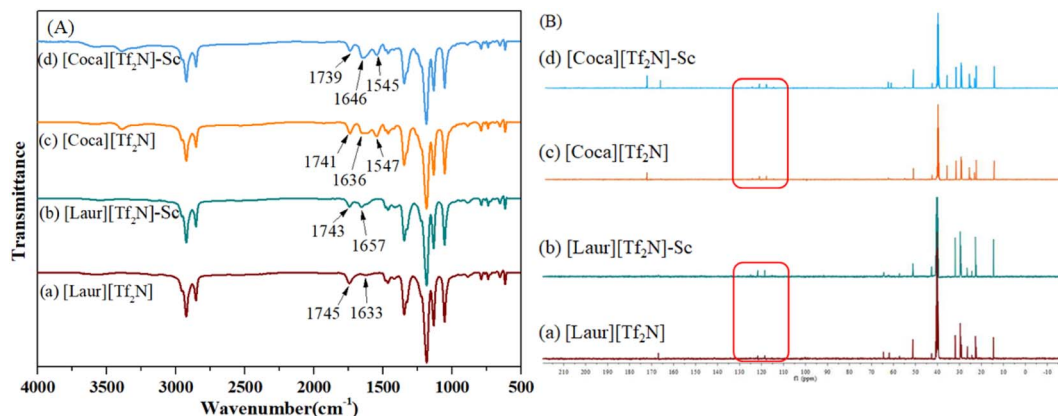 (A)
(d) [Coca][Tf₂N]-Sc
1739
1646
1545
(c) [Coca][Tf₂N]
1741
1636
1547
(b) [Laur][Tf₂N]-Sc
1743
1657
(a) [Laur][Tf₂N]
1745
1633
Transmittance
4000 3500 3000 2500 2000 1500 1000 500
Wavenumber(cm⁻¹)
(B)
(d) [Coca][Tf₂N]-Sc
(c) [Coca][Tf₂N]
(b) [Laur][Tf₂N]-Sc
(a) [Laur][Tf₂N]
210 200 190 180 170 160 150 140 130 120 110 100 90 80 70 60 50 40 30 20 10 0
f1 (ppm)